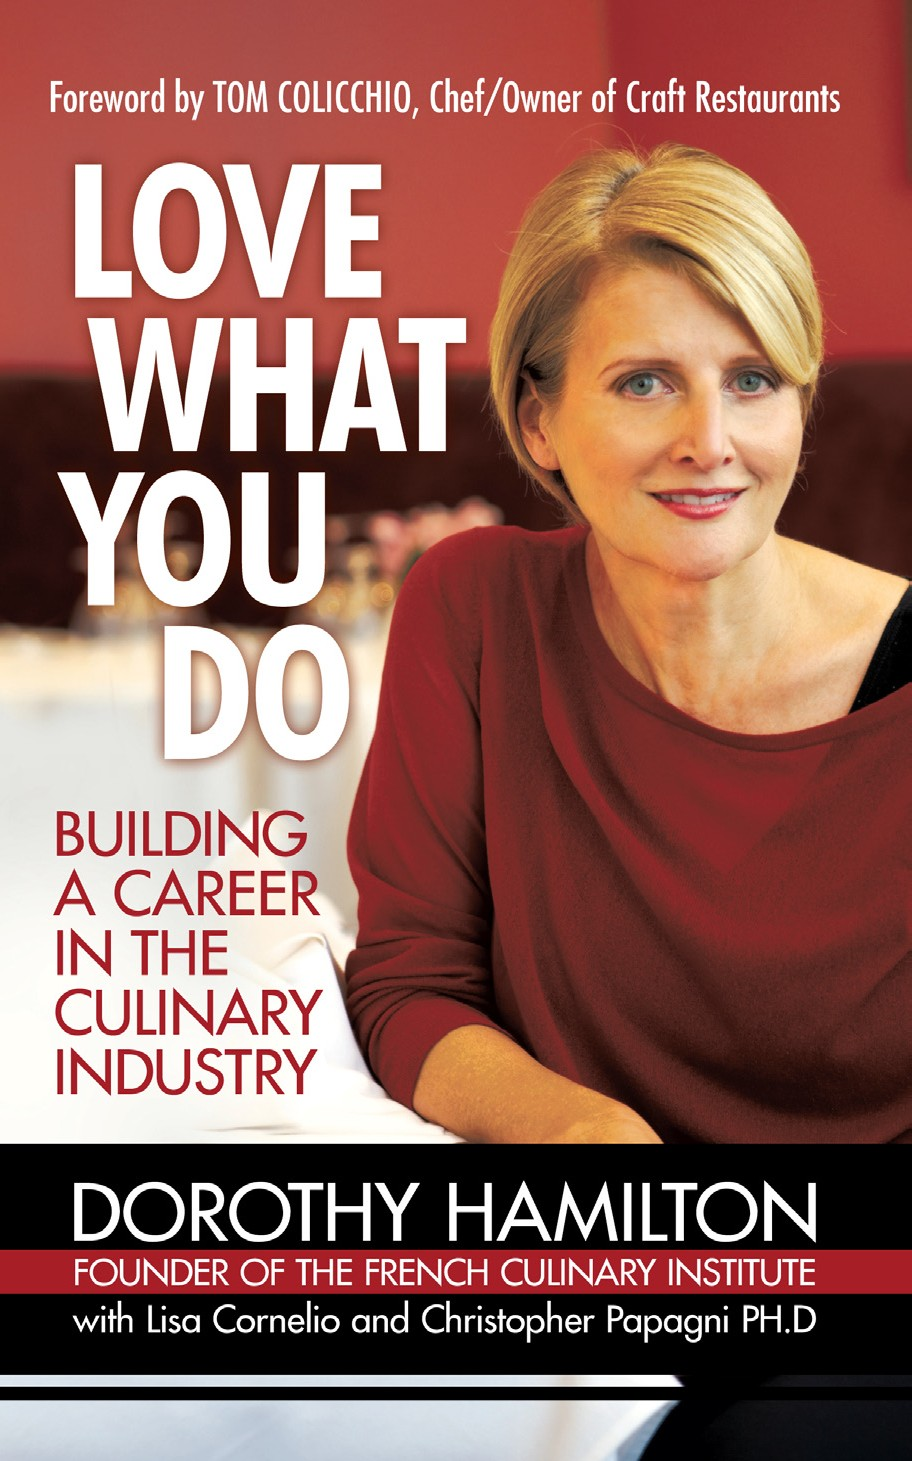 Foreword by TOM COLICCHIO, Chef/Owner of Craft Restaurants
LOVE
WHAT
YOU
DO
BUILDING
A CAREER
IN THE
CULINARY
INDUSTRY
DOROTHY HAMILTON
FOUNDER OF THE FRENCH CULINARY INSTITUTE
with Lisa Cornelio and Christopher Papagni PH.D